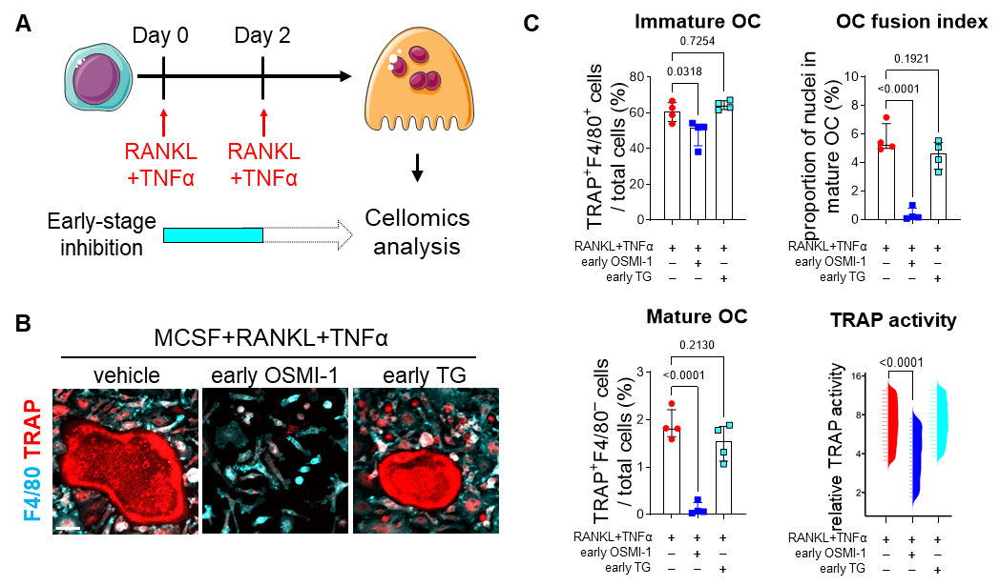 A
Day 0
Day 2
RANKL
+TNFα
RANKL
+TNFα
Early-stage
inhibition
Cellomics
analysis
B
MCSF+RANKL+TNFα
vehicle
early OSMI-1
early TG
F4/80 TRAP
C
Immature OC
TRAP⁺F4/80⁺ cells
/ total cells (%)
0.7254
0.0318
80
60
40
20
0
RANKL+TNFα + + +
early OSMI-1 – + –
early TG – – +
OC fusion index
proportion of nuclei in
mature OC (%)
0.1921
<0.0001
10
8
6
4
2
0
RANKL+TNFα + + +
early OSMI-1 – + –
early TG – – +
Mature OC
TRAP⁺F4/80⁻ cells
/ total cells (%)
0.2130
<0.0001
3
2
1
0
RANKL+TNFα + + +
early OSMI-1 – + –
early TG – – +
TRAP activity
relative TRAP activity
<0.0001
16
8
4
2
RANKL+TNFα + + +
early OSMI-1 – + –
early TG – – +